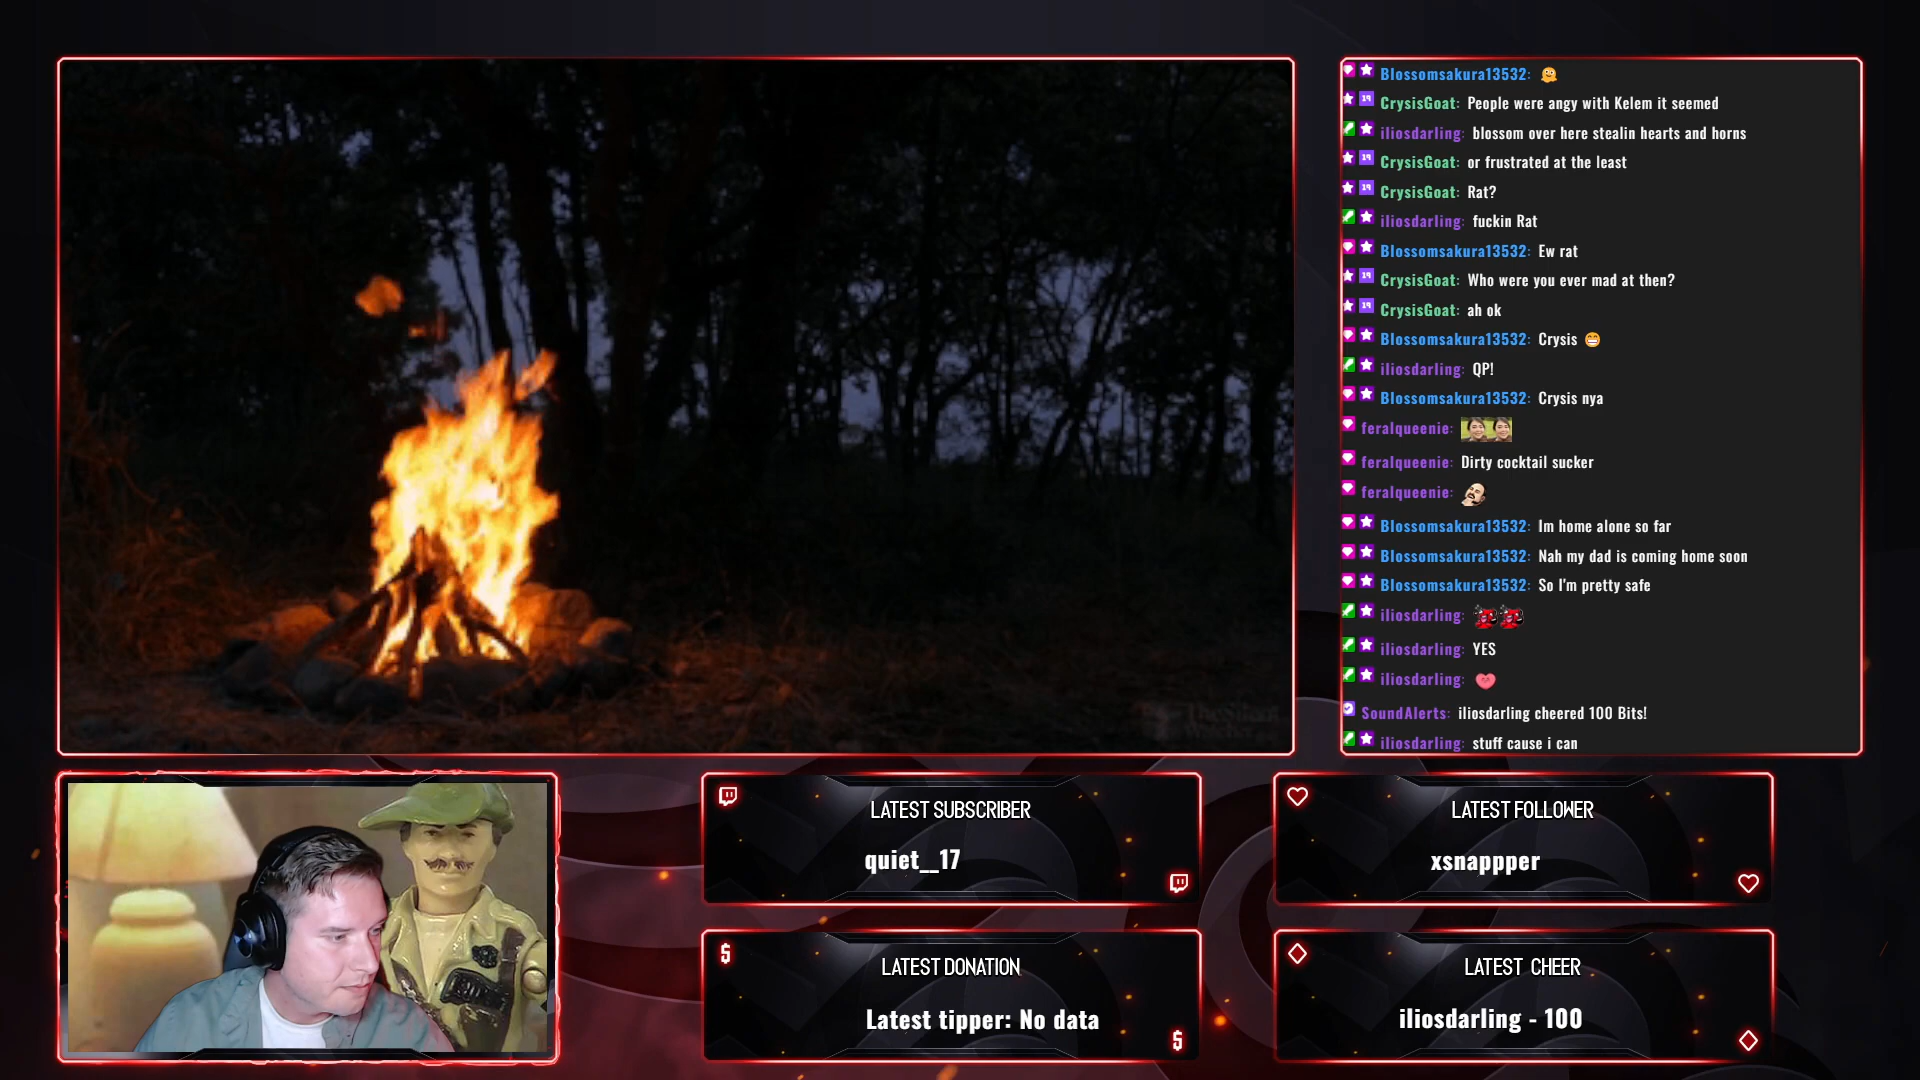 Blossomsakura13532:
CrysisGoat: People were angy with Kelem it seemed
iliosdarling: blossom over here stealin hearts and horns
CrysisGoat: or frustrated at the least
CrysisGoat: Rat?
iliosdarling: fuckin Rat
Blossomsakura13532: Ew rat
CrysisGoat: Who were you ever mad at then?
CrysisGoat: ah ok
Blossomsakura13532: Crysis
iliosdarling: QP!
Blossomsakura13532: Crysis nya
feralqueenie:
feralqueenie: Dirty cocktail sucker
feralqueenie:
Blossomsakura13532: Im home alone so far
Blossomsakura13532: Nah my dad is coming home soon
Blossomsakura13532: So I'm pretty safe
iliosdarling:
iliosdarling: YES
iliosdarling:
SoundAlerts: iliosdarling cheered 100 Bits!
iliosdarling: stuff cause i can
LATEST SUBSCRIBER
quiet__17
LATEST FOLLOWER
xsnappper
LATEST DONATION
Latest tipper: No data
LATEST CHEER
iliosdarling - 100